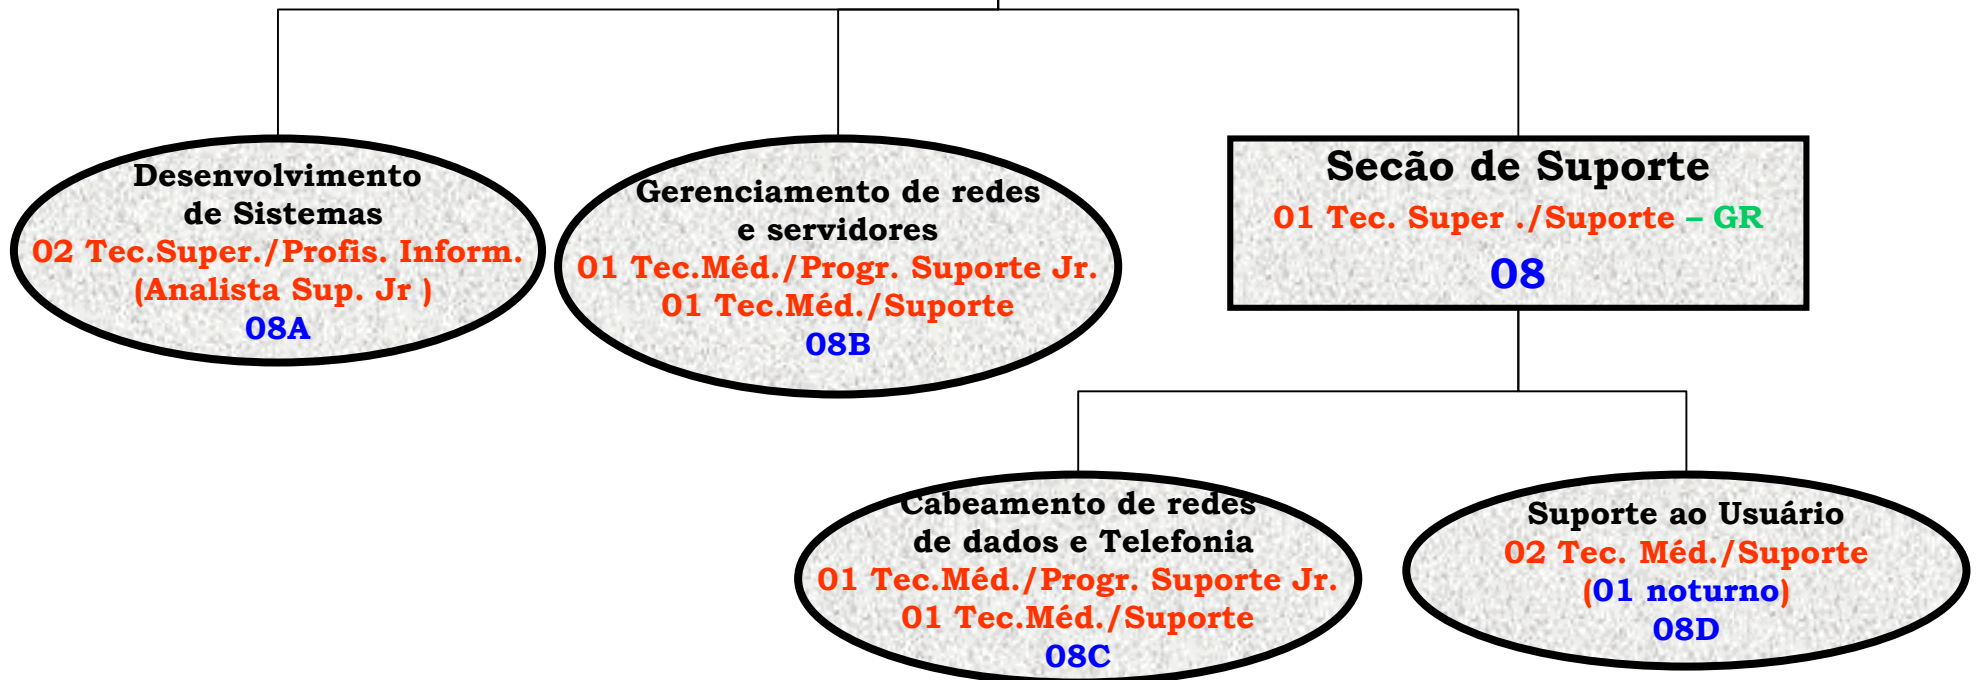 Desenvolvimento
de Sistemas
02 Tec.Super./Profis. Inform.
(Analista Sup. Jr )
08A
Gerenciamento de redes
e servidores
01 Tec.Méd./Progr. Suporte Jr.
01 Tec.Méd./Suporte
08B
Secão de Suporte
01 Tec. Super ./Suporte – GR
08
Cabeamento de redes
de dados e Telefonia
01 Tec.Méd./Progr. Suporte Jr.
01 Tec.Méd./Suporte
08C
Suporte ao Usuário
02 Tec. Méd./Suporte
(01 noturno)
08D